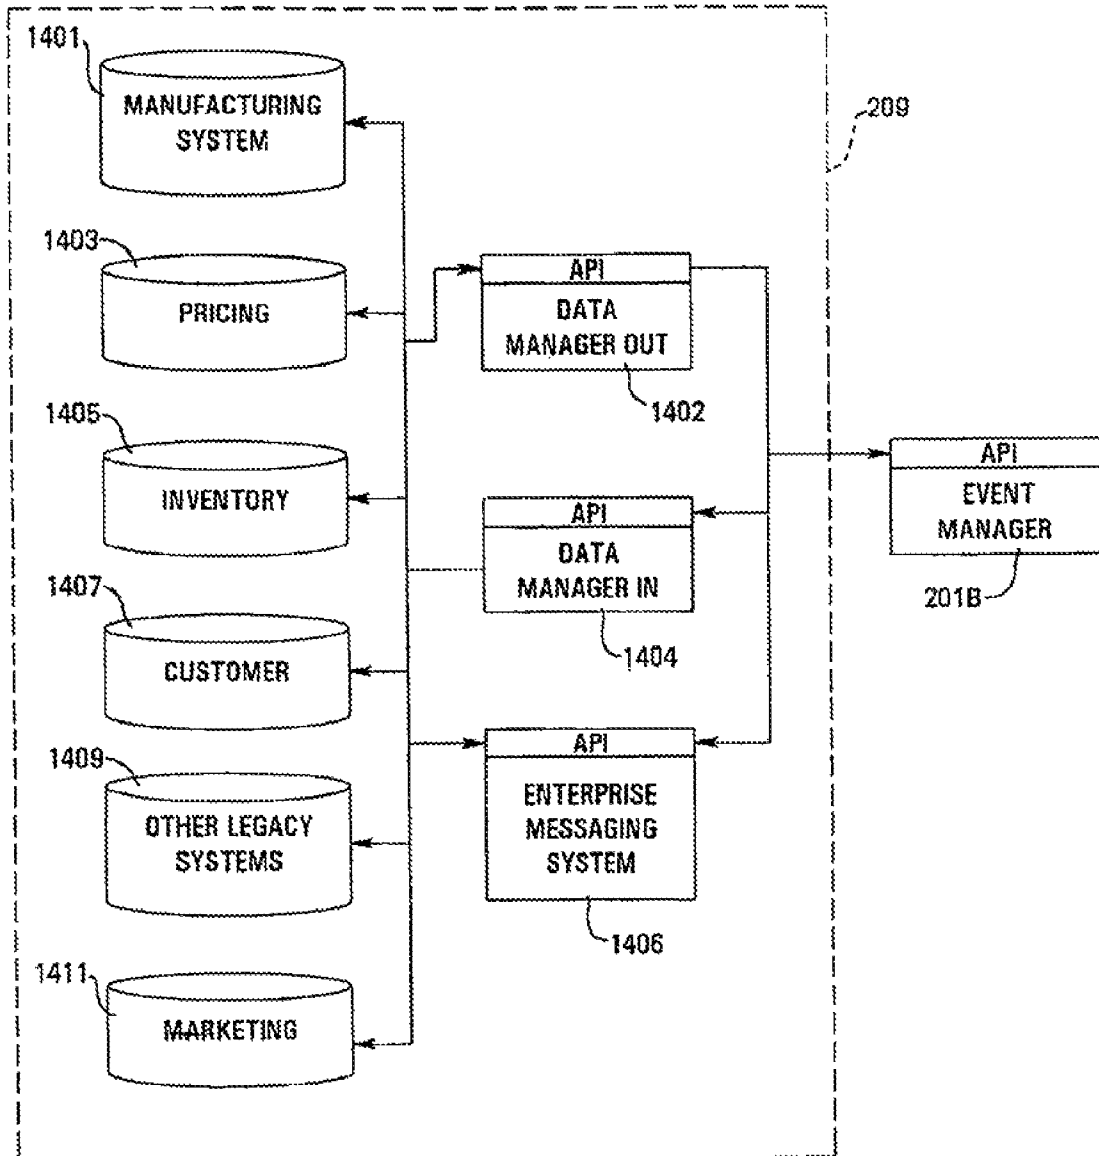 1401
MANUFACTURING
SYSTEM
209
1403
PRICING
API
DATA
MANAGER OUT
1402
1405
INVENTORY
API
EVENT
MANAGER
201B
API
DATA
MANAGER IN
1404
1407
CUSTOMER
API
ENTERPRISE
MESSAGING
SYSTEM
1406
1409
OTHER LEGACY
SYSTEMS
1411
MARKETING